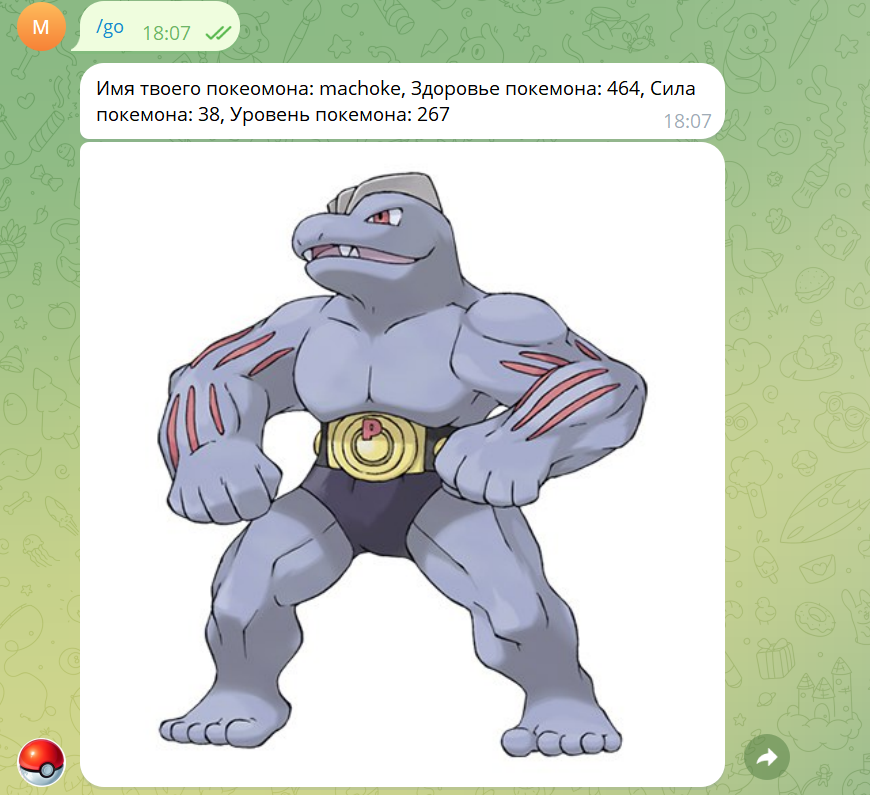 M
/go 18:07
Имя твоего покеомона: machoke, Здоровье покемона: 464, Сила
покемона: 38, Уровень покемона: 267
18:07
P